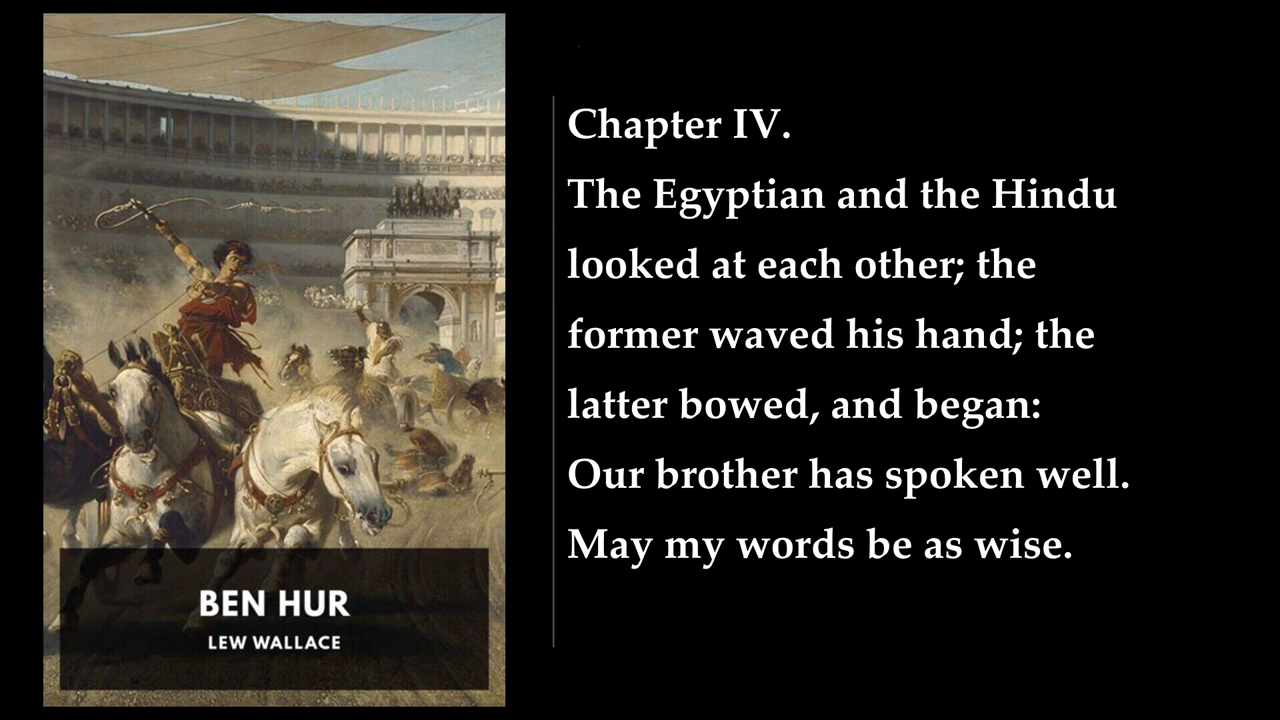 BEN HUR
LEW WALLACE
Chapter IV.
The Egyptian and the Hindu
looked at each other; the
former waved his hand; the
latter bowed, and began:
Our brother has spoken well.
May my words be as wise.